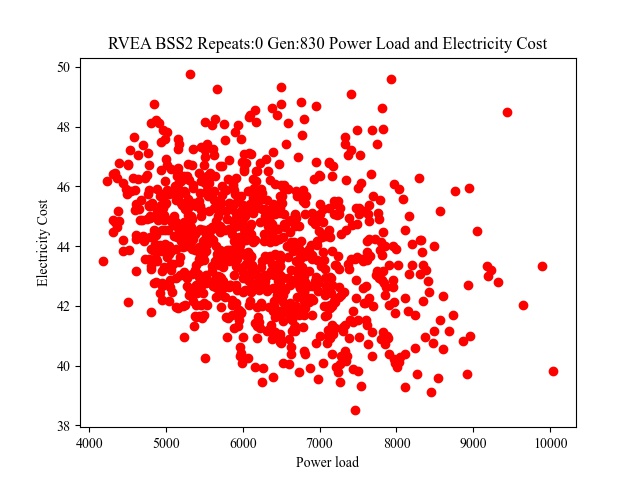 RVEA BSS2 Repeats:0 Gen:830 Power Load and Electricity Cost
50
48
46
44
42
40
38
Electricity Cost
4000 5000 6000 7000 8000 9000 10000
Power load